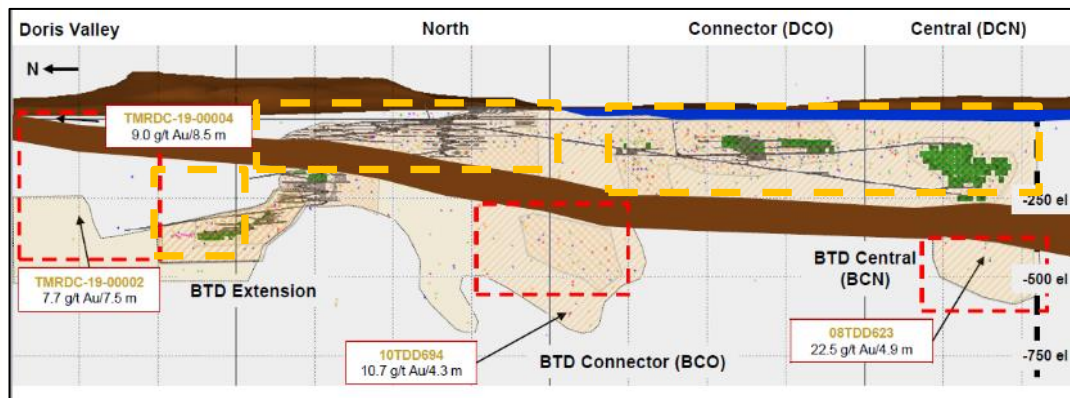 Doris Valley
North
Connector (DCO)
Central (DCN)
N
TMRDC-19-00004
9.0 g/t Au/8.5 m
-250 el
TMRDC-19-00002
7.7 g/t Au/7.5 m
BTD Extension
BTD Central
(BCN)
-500 el
10TDD694
10.7 g/t Au/4.3 m
BTD Connector (BCO)
08TDD623
22.5 g/t Au/4.9 m
-750 el